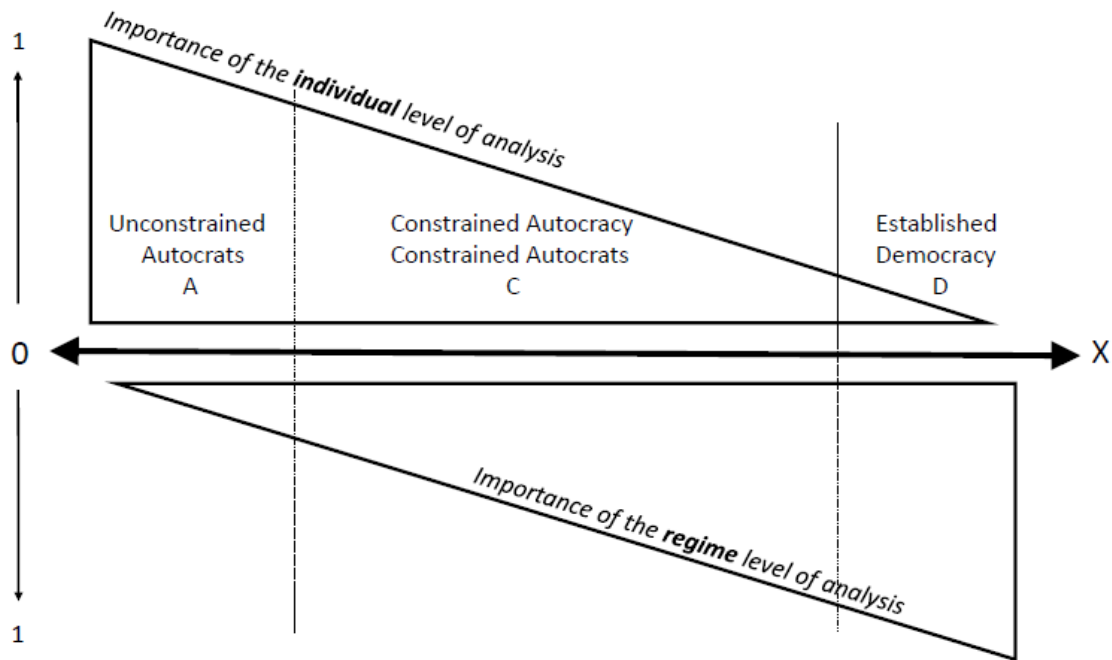 1
Importance of the individual level of analysis
Unconstrained
Autocrats
A
Constrained Autocracy
Constrained Autocrats
C
Established
Democracy
D
0
X
Importance of the regime level of analysis
1